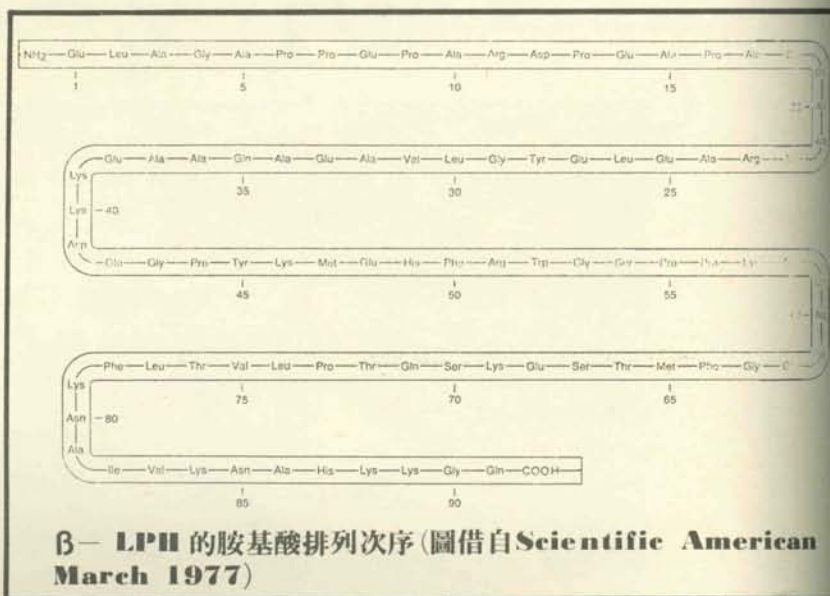 NH2—Glu—Leu—Ala—Gly—Ala—Pro—Pro—Glu—Pro—Ala—Arg—Asp—Pro—Glu—Ala—Pro—Ala
1 5 10 15
Glu—Ala—Ala—Gln—Ala—Glu—Ala—Val—Leu—Gly—Tyr—Glu—Leu—Glu—Ala—Arg
35 30 25
Lys
Lys —40
Asp
Gly—Pro—Tyr—Lys—Met—Glu—His—Phe—Arg—Trp—Gly—Pro
45 50 55
Phe—Leu—Thr—Val—Leu—Pro—Thr—Gln—Ser—Lys—Glu—Ser—Thr—Met—Phe—Gly
75 70 65
Lys
Asn —80
Ala
Ile—Val—Lys—Asn—Ala—His—Lys—Lys—Gly—Gln—COOH
85 90
β— LPH 的胺基酸排列次序(圖借自Scientific American
March 1977)